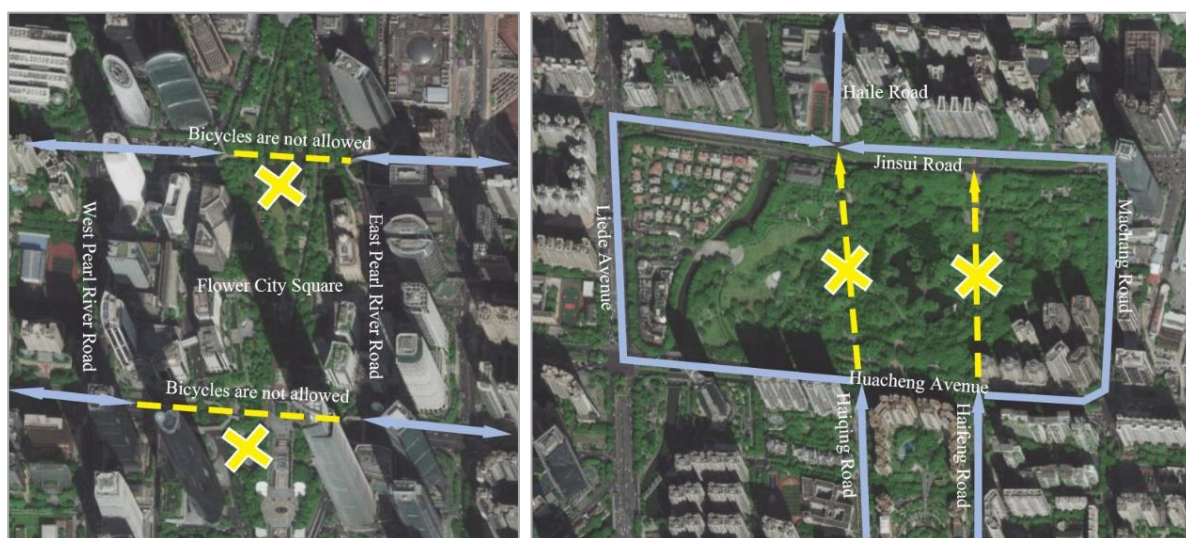 Bicycles are not allowed
West Pearl River Road
East Pearl River Road
Flower City Square
Bicycles are not allowed
Haile Road
Jinsui Road
Liede Avenue
Machang Road
Huacheng Avenue
Haiqing Road
Haifeng Road